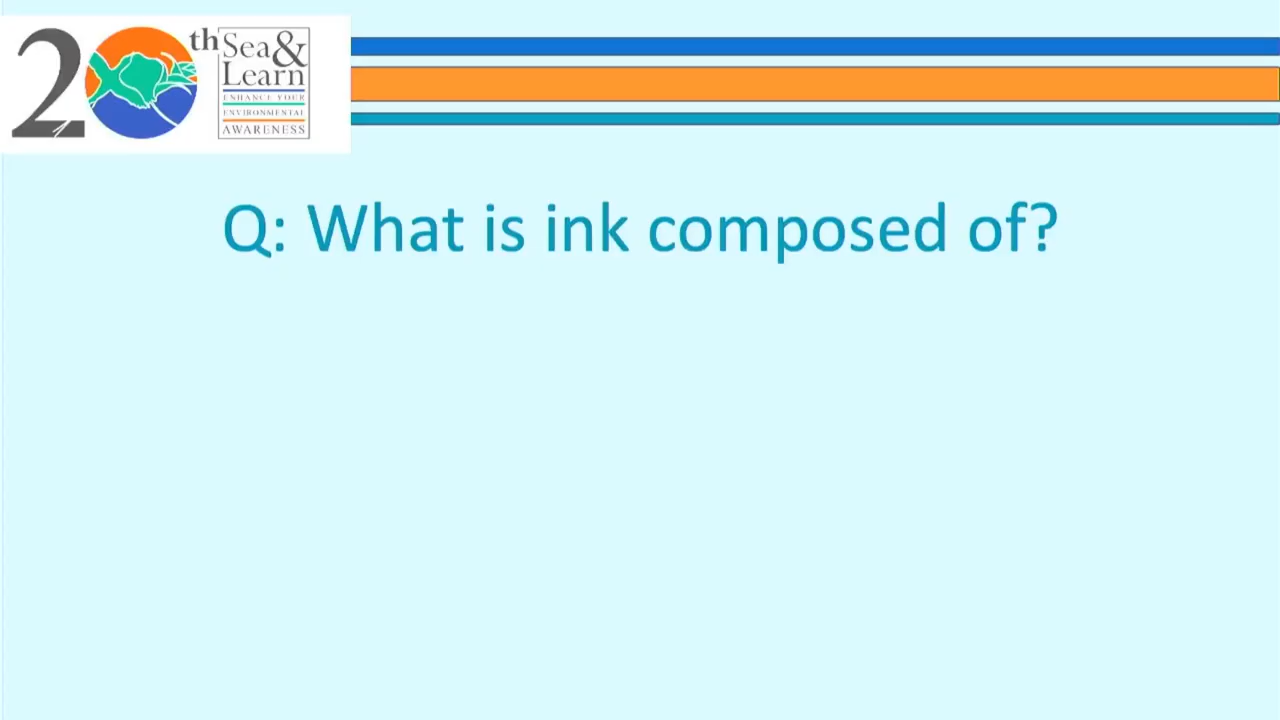 20th Sea &
Learn
ENHANCE YOUR
ENVIRONMENTAL
AWARENESS
Q: What is ink composed of?